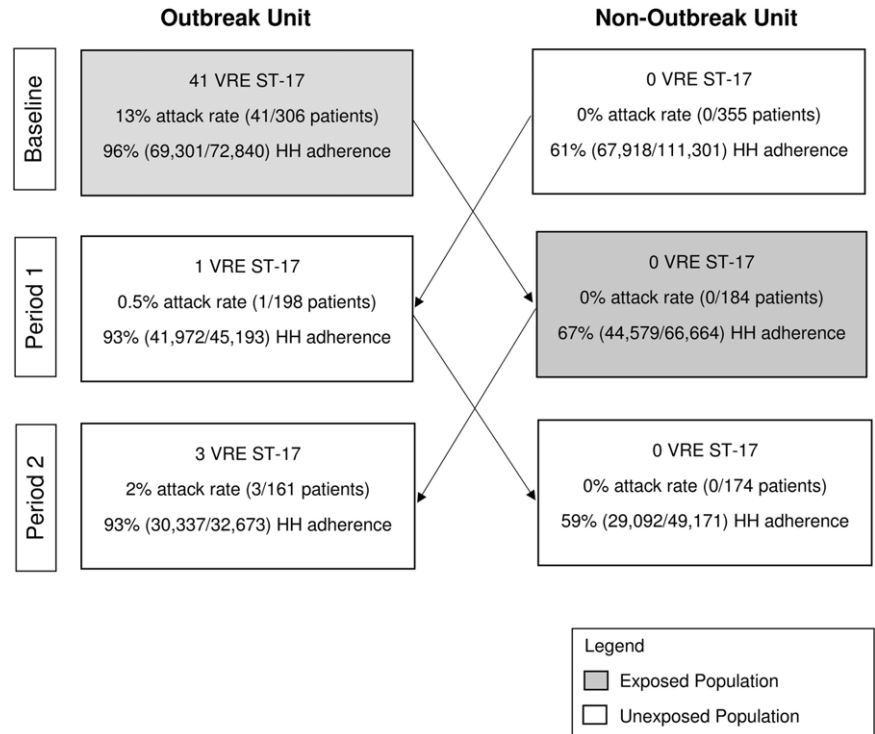 Outbreak Unit
Non-Outbreak Unit
Baseline
41 VRE ST-17
13% attack rate (41/306 patients)
96% (69,301/72,840) HH adherence
0 VRE ST-17
0% attack rate (0/355 patients)
61% (67,918/111,301) HH adherence
Period 1
1 VRE ST-17
0.5% attack rate (1/198 patients)
93% (41,972/45,193) HH adherence
0 VRE ST-17
0% attack rate (0/184 patients)
67% (44,579/66,664) HH adherence
Period 2
3 VRE ST-17
2% attack rate (3/161 patients)
93% (30,337/32,673) HH adherence
0 VRE ST-17
0% attack rate (0/174 patients)
59% (29,092/49,171) HH adherence
Legend
Exposed Population
Unexposed Population